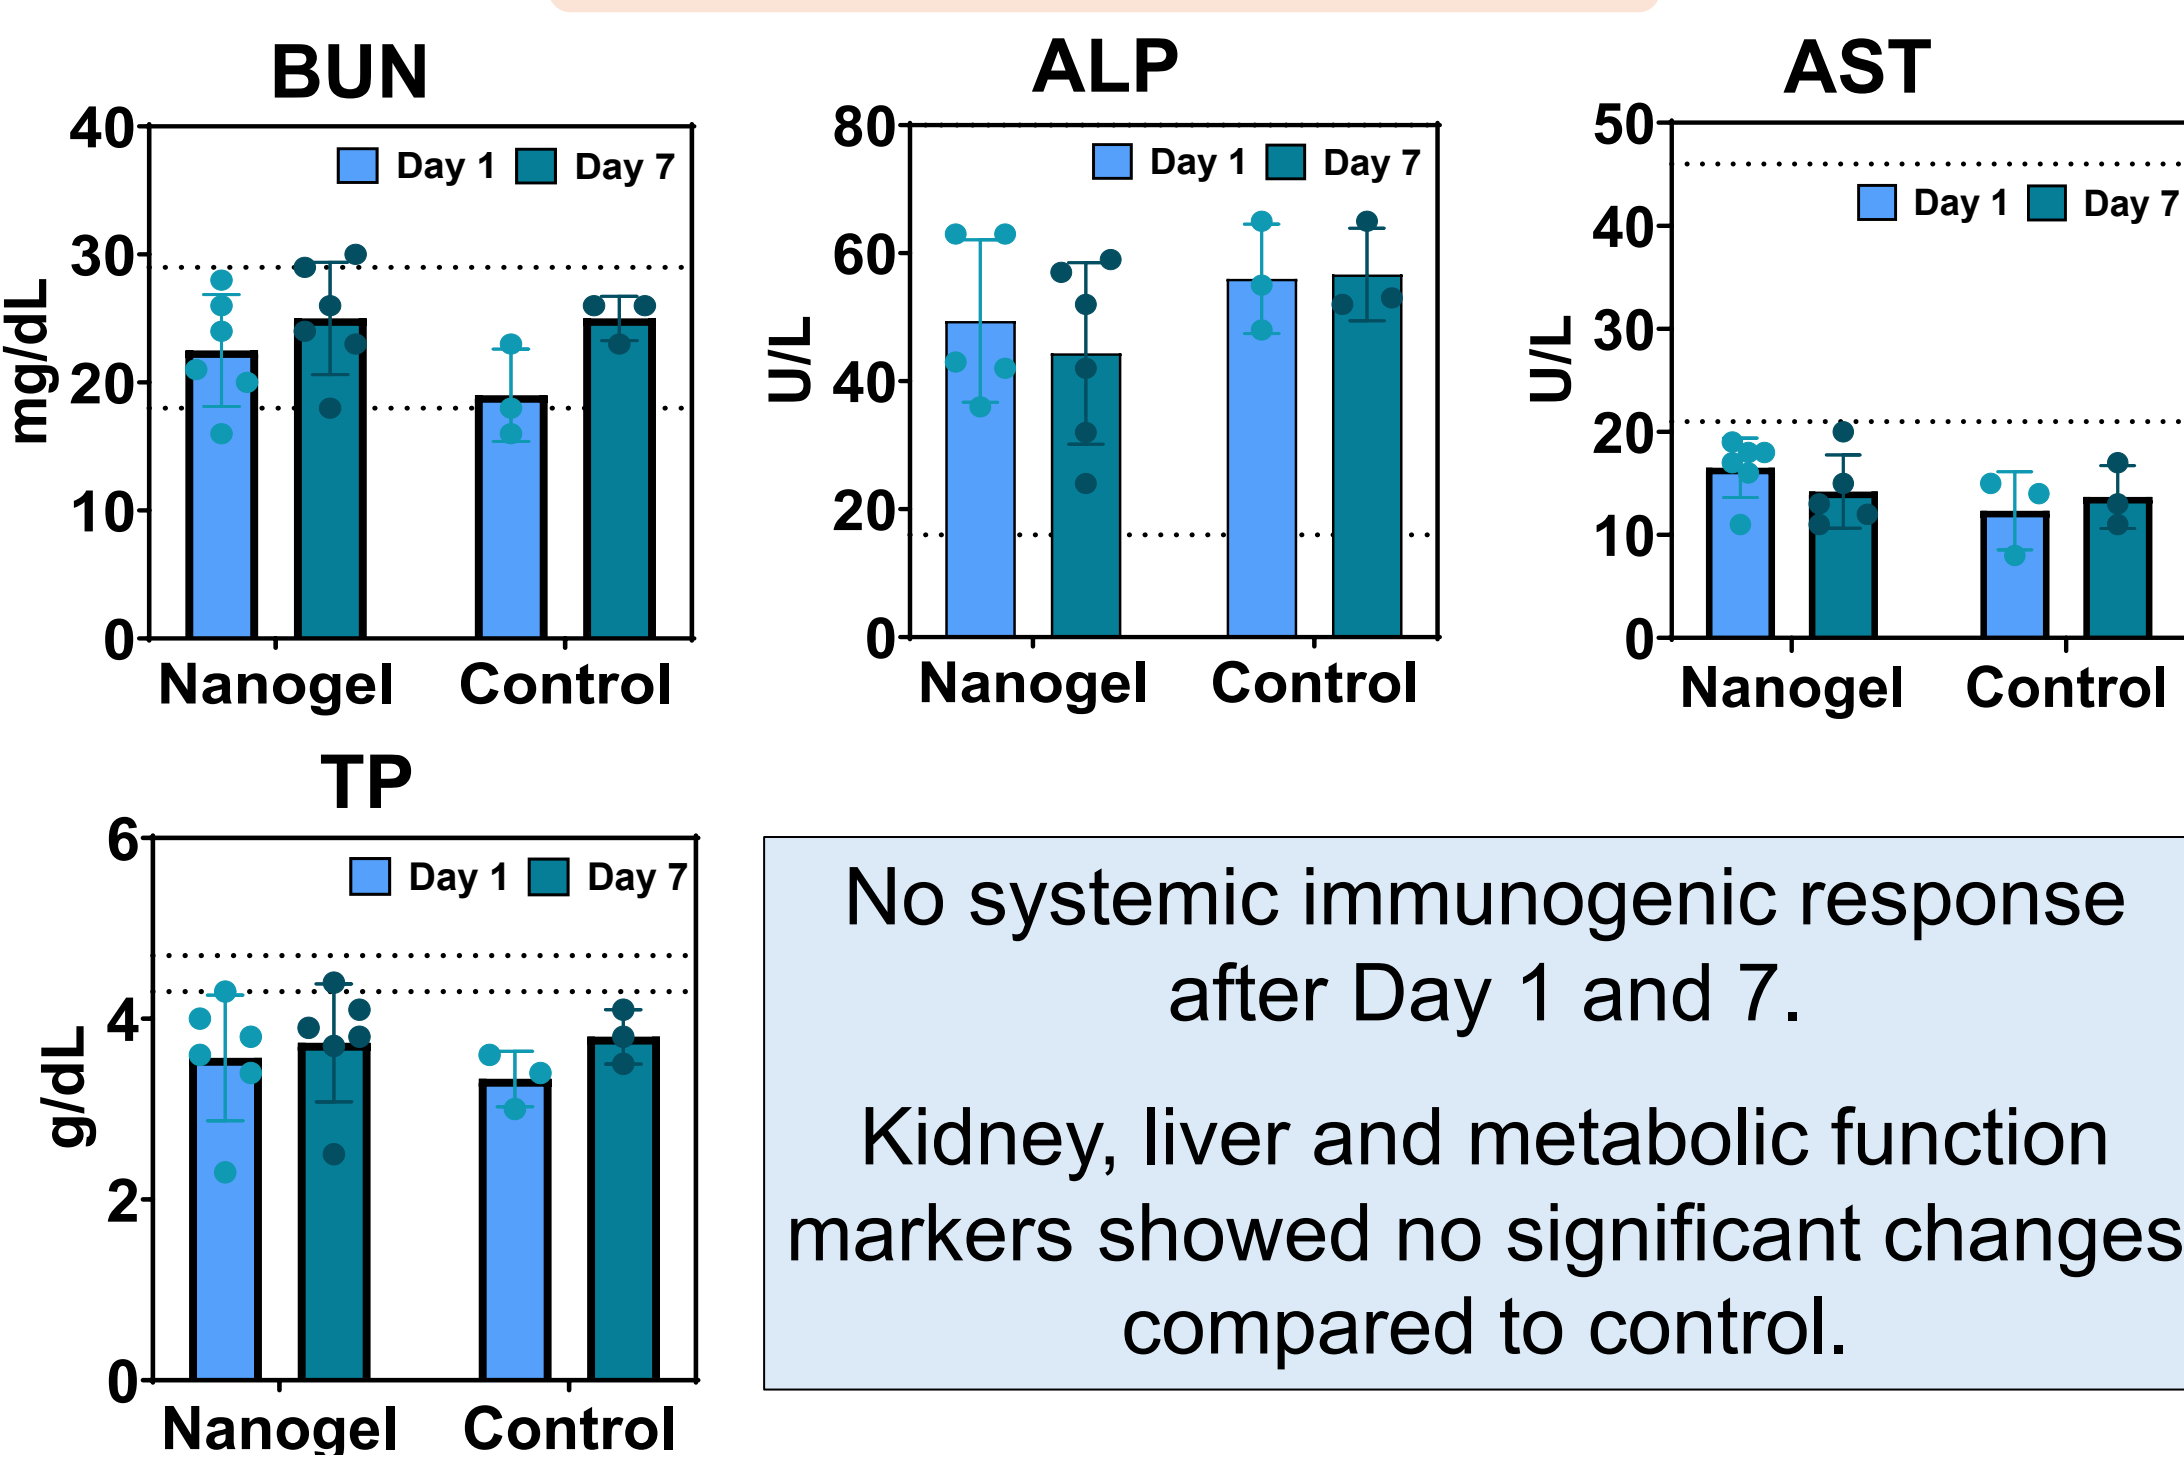 BUN
40
30
20
10
0
mg/dL
Day 1 Day 7
Nanogel Control
ALP
80
60
40
20
0
U/L
Day 1 Day 7
Nanogel Control
AST
50
40
30
20
10
0
U/L
Day 1 Day 7
Nanogel Control
TP
6
4
2
0
g/dL
Day 1 Day 7
Nanogel Control
No systemic immunogenic response
after Day 1 and 7.
Kidney, liver and metabolic function
markers showed no significant changes
compared to control.